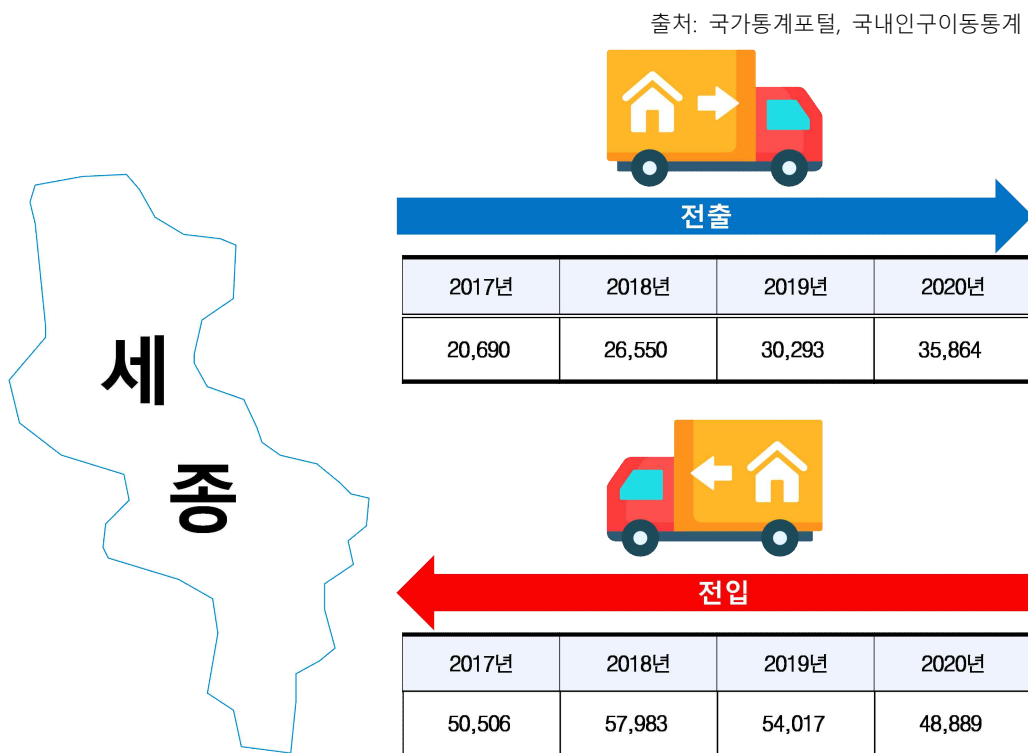 출처: 국가통계포털, 국내인구이동통계
전출
2017년 2018년 2019년 2020년
20,690 26,550 30,293 35,864
세
종
전입
2017년 2018년 2019년 2020년
50,506 57,983 54,017 48,889